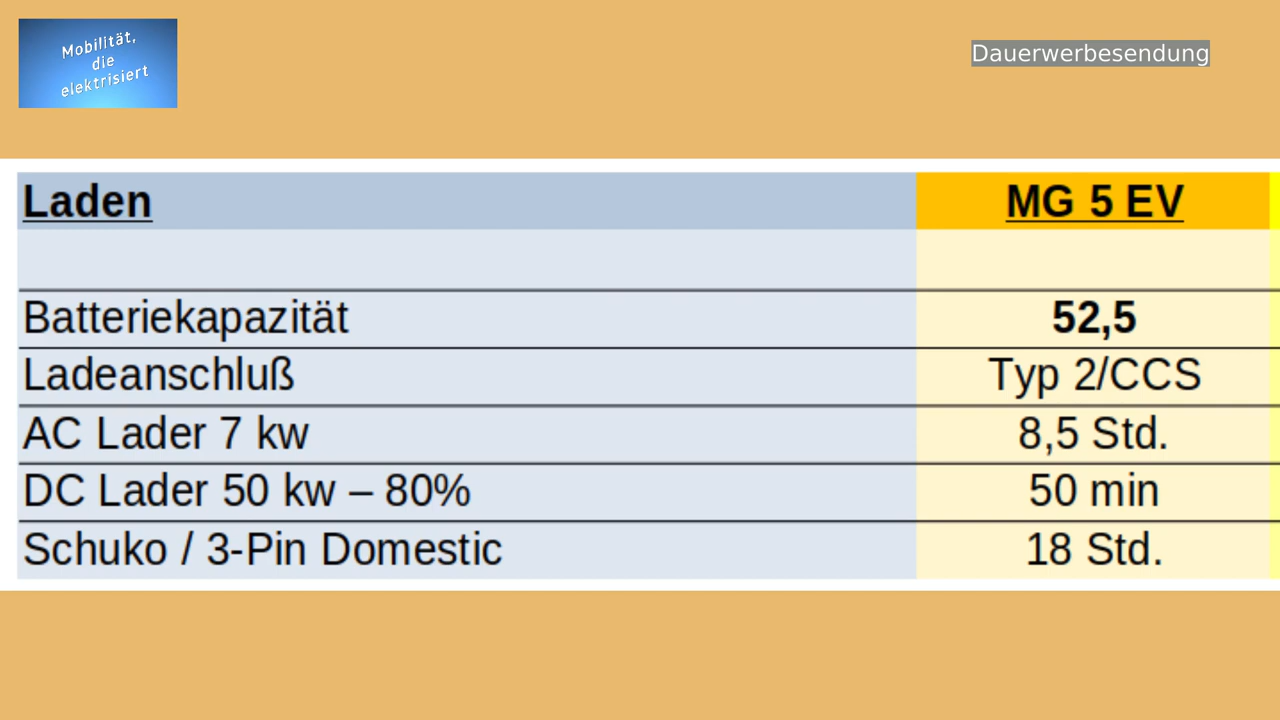 Mobilität,
die
elektrisiert
Dauerwerbesendung
Laden MG 5 EV
Batteriekapazität 52,5
Ladeanschluß Typ 2/CCS
AC Lader 7 kw 8,5 Std.
DC Lader 50 kw – 80% 50 min
Schuko / 3-Pin Domestic 18 Std.